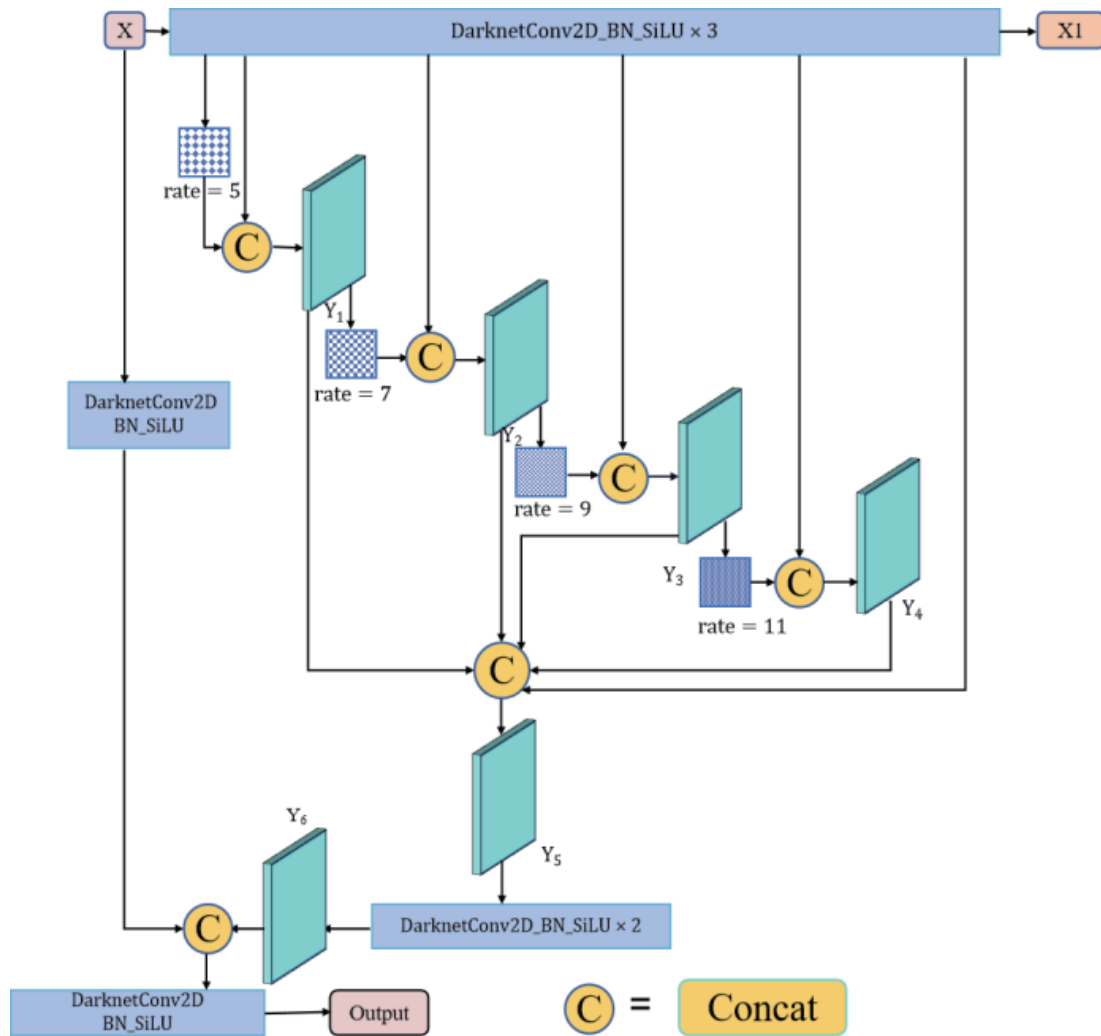 X
DarknetConv2D_BN_SiLU × 3
X1
rate = 5
C
Y₁
C
rate = 7
DarknetConv2D
BN_SiLU
Y₂
C
rate = 9
Y₃
C
Y₄
rate = 11
C
Y₆
Y₅
C
DarknetConv2D_BN_SiLU × 2
DarknetConv2D
BN_SiLU
Output
C = Concat